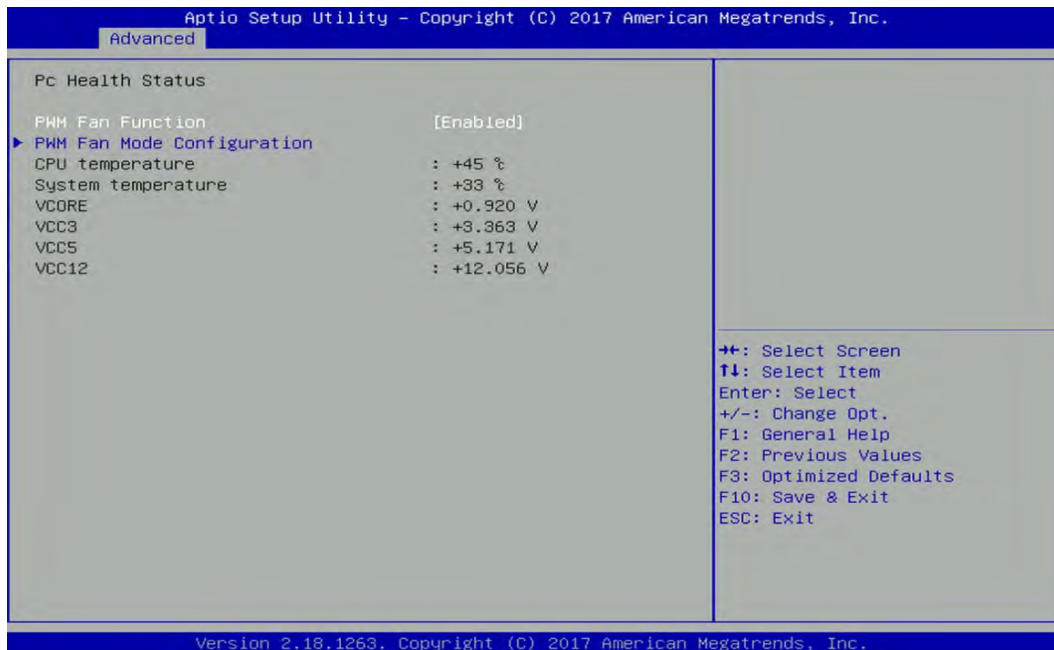 Aptio Setup Utility – Copyright (C) 2017 American Megatrends, Inc.
Advanced
Pc Health Status
PWM Fan Function [Enabled]
▶ PWM Fan Mode Configuration
CPU temperature : +45 ℃
System temperature : +33 ℃
VCORE : +0.920 V
VCC3 : +3.363 V
VCC5 : +5.171 V
VCC12 : +12.056 V
→←: Select Screen
↑↓: Select Item
Enter: Select
+/-: Change Opt.
F1: General Help
F2: Previous Values
F3: Optimized Defaults
F10: Save & Exit
ESC: Exit
Version 2.18.1263. Copyright (C) 2017 American Megatrends, Inc.